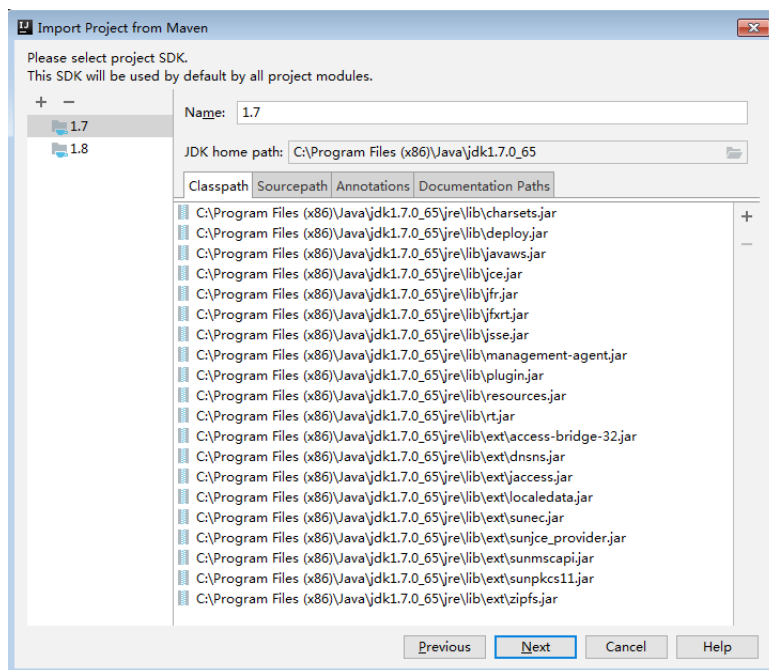 Import Project from Maven
Please select project SDK.
This SDK will be used by default by all project modules.
1.7
1.8
Name: 1.7
JDK home path: C:\Program Files (x86)\Java\jdk1.7.0_65
Classpath Sourcepath Annotations Documentation Paths
C:\Program Files (x86)\Java\jdk1.7.0_65\jre\lib\charsets.jar
C:\Program Files (x86)\Java\jdk1.7.0_65\jre\lib\deploy.jar
C:\Program Files (x86)\Java\jdk1.7.0_65\jre\lib\javaws.jar
C:\Program Files (x86)\Java\jdk1.7.0_65\jre\lib\jce.jar
C:\Program Files (x86)\Java\jdk1.7.0_65\jre\lib\jfr.jar
C:\Program Files (x86)\Java\jdk1.7.0_65\jre\lib\jfxrt.jar
C:\Program Files (x86)\Java\jdk1.7.0_65\jre\lib\jsse.jar
C:\Program Files (x86)\Java\jdk1.7.0_65\jre\lib\management-agent.jar
C:\Program Files (x86)\Java\jdk1.7.0_65\jre\lib\plugin.jar
C:\Program Files (x86)\Java\jdk1.7.0_65\jre\lib\resources.jar
C:\Program Files (x86)\Java\jdk1.7.0_65\jre\lib\rt.jar
C:\Program Files (x86)\Java\jdk1.7.0_65\jre\lib\ext\access-bridge-32.jar
C:\Program Files (x86)\Java\jdk1.7.0_65\jre\lib\ext\dnsns.jar
C:\Program Files (x86)\Java\jdk1.7.0_65\jre\lib\ext\jaccess.jar
C:\Program Files (x86)\Java\jdk1.7.0_65\jre\lib\ext\localedata.jar
C:\Program Files (x86)\Java\jdk1.7.0_65\jre\lib\ext\sunec.jar
C:\Program Files (x86)\Java\jdk1.7.0_65\jre\lib\ext\sunjce_provider.jar
C:\Program Files (x86)\Java\jdk1.7.0_65\jre\lib\ext\sunmscapi.jar
C:\Program Files (x86)\Java\jdk1.7.0_65\jre\lib\ext\sunpkcs11.jar
C:\Program Files (x86)\Java\jdk1.7.0_65\jre\lib\ext\zipfs.jar
Previous Next Cancel Help